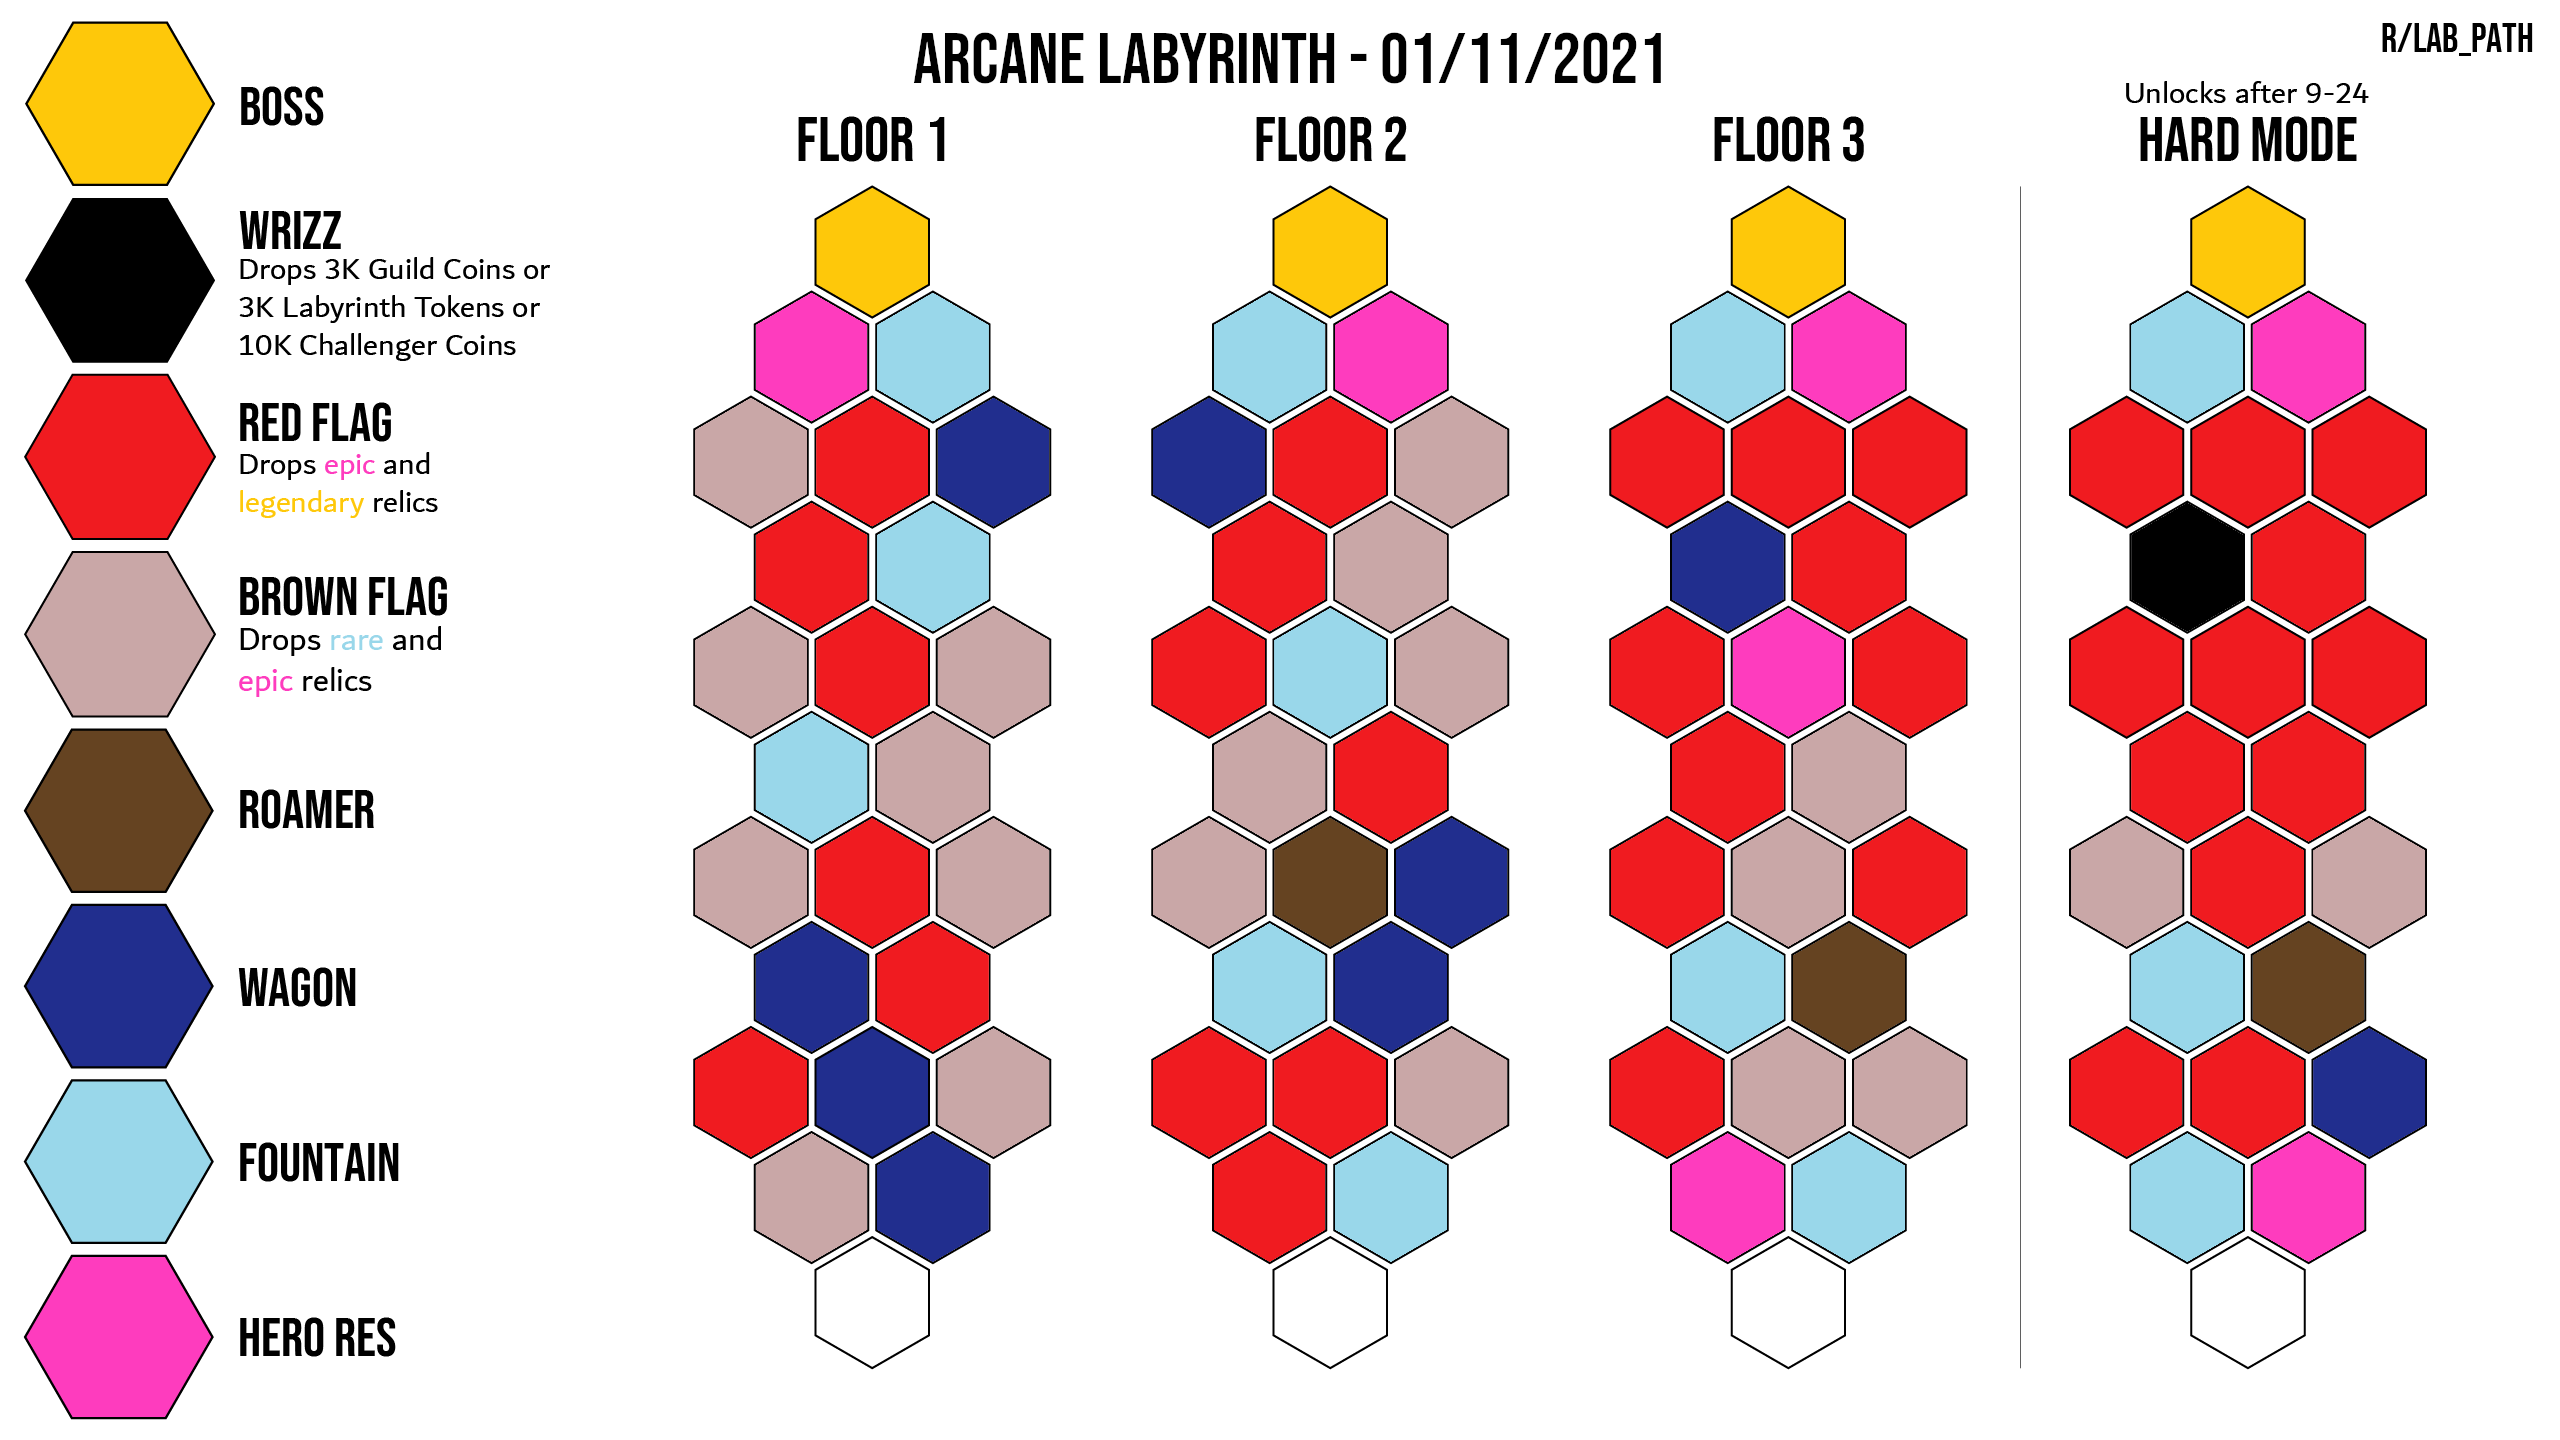 ARCANE LABYRINTH - 01/11/2021
R/LAB_PATH
BOSS
WRIZZ
Drops 3K Guild Coins or
3K Labyrinth Tokens or
10K Challenger Coins
RED FLAG
Drops epic and
legendary relics
BROWN FLAG
Drops rare and
epic relics
ROAMER
WAGON
FOUNTAIN
HERO RES
FLOOR 1
FLOOR 2
FLOOR 3
Unlocks after 9-24
HARD MODE